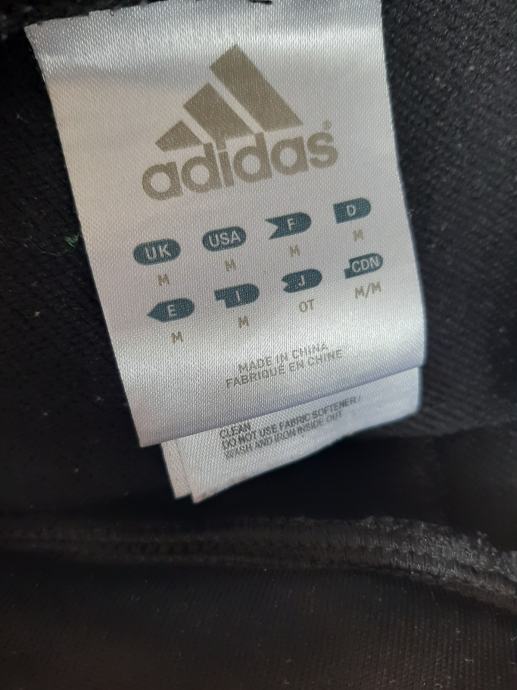 adidas®
UK USA F D
M M M M
E I J CDN
M M OT M/M
MADE IN CHINA
FABRIQUÉ EN CHINE
CLEAN
DO NOT USE FABRIC SOFTENER /
WASH AND IRON INSIDE OUT